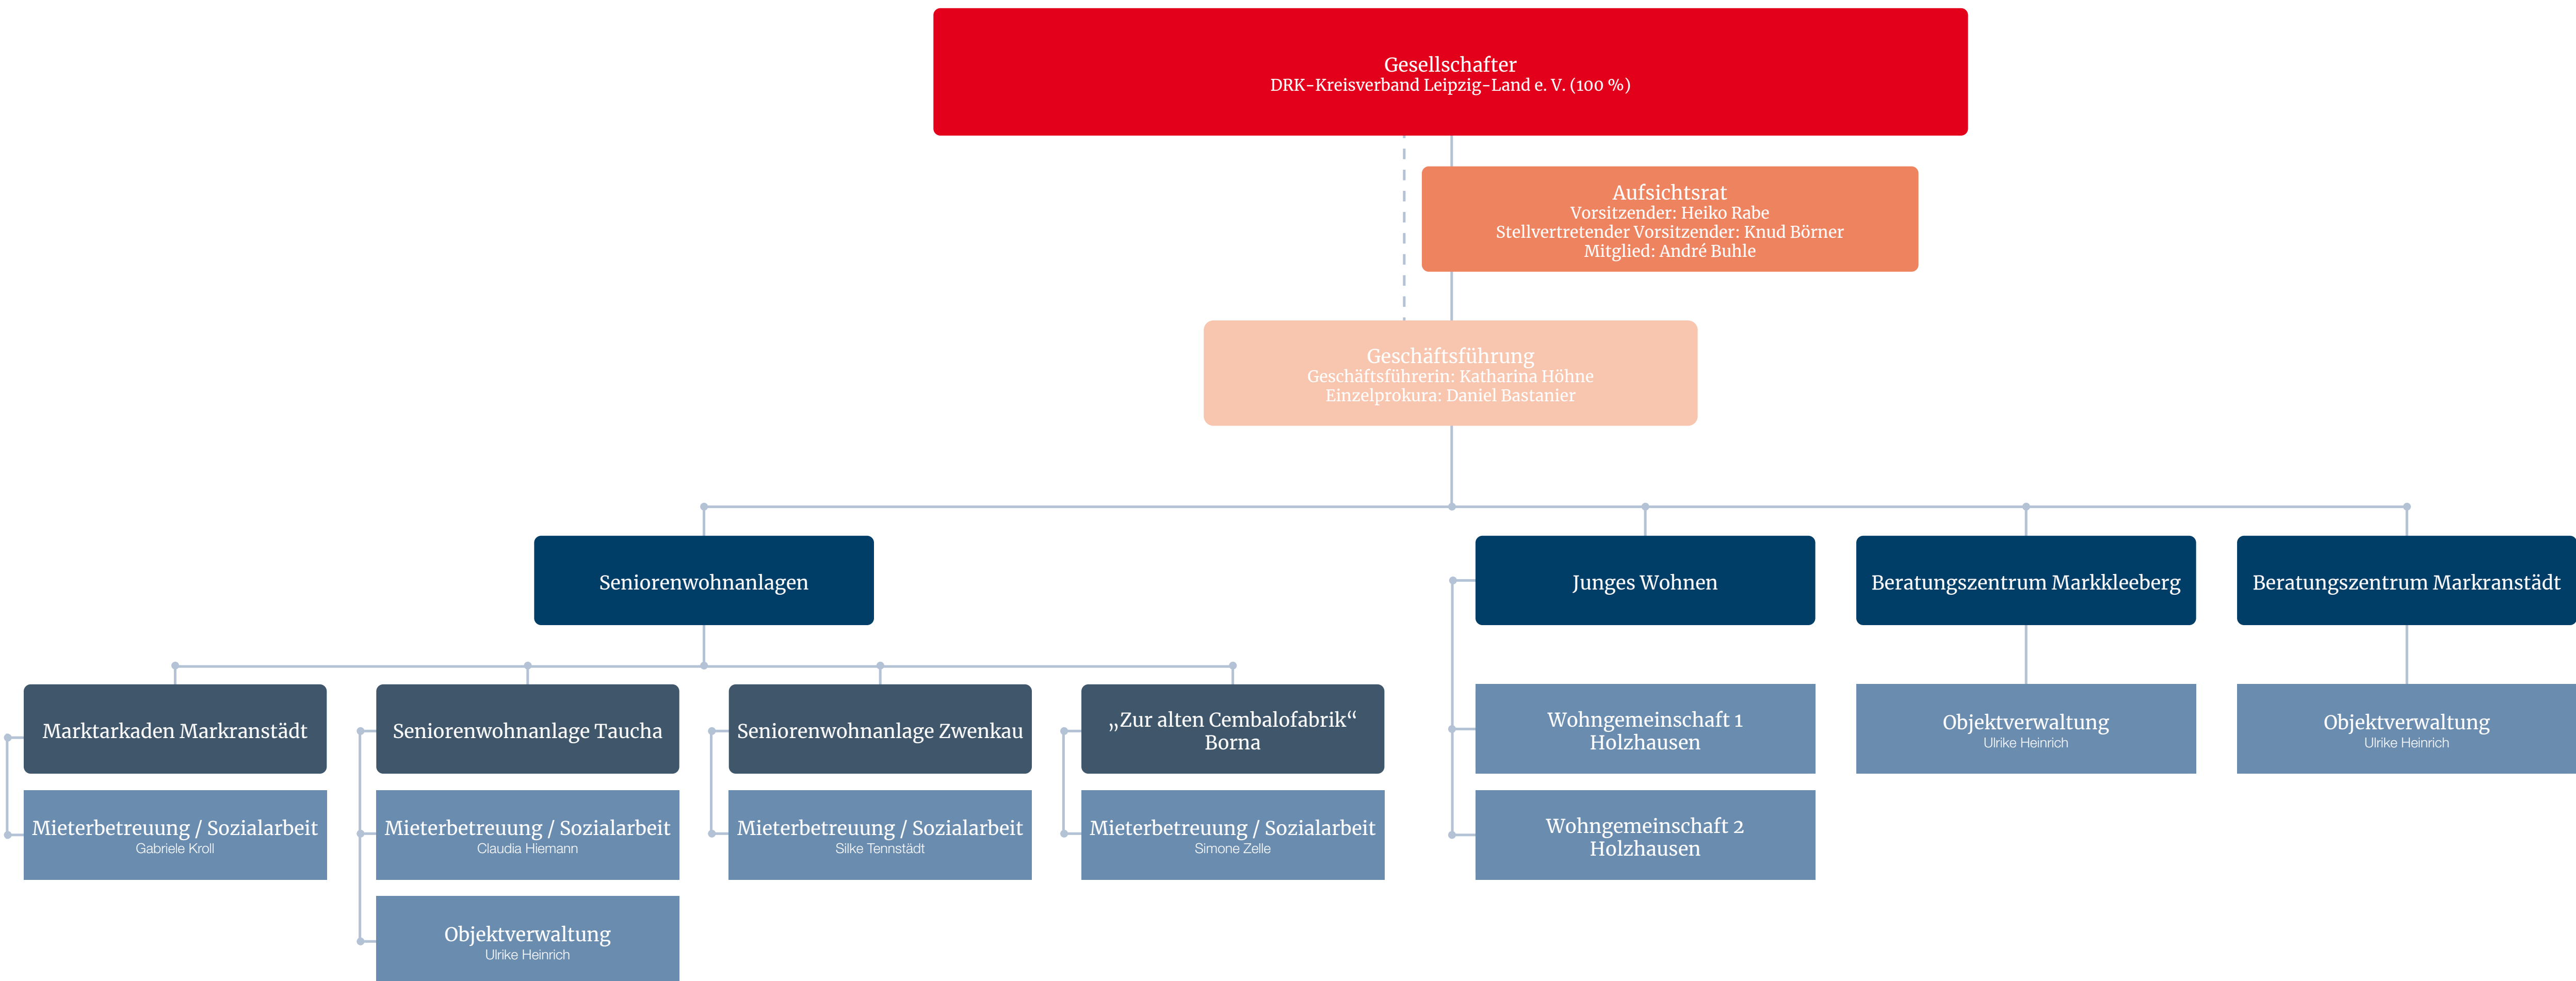 Gesellschafter
DRK-Kreisverband Leipzig-Land e. V. (100 %)
Aufsichtsrat
Vorsitzender: Heiko Rabe
Stellvertretender Vorsitzender: Knud Börner
Mitglied: André Buhle
Geschäftsführung
Geschäftsführerin: Katharina Höhne
Einzelprokura: Daniel Bastanier
Seniorenwohnanlagen
Junges Wohnen
Beratungszentrum Markkleeberg
Beratungszentrum Markranstädt
Marktarkaden Markranstädt
Seniorenwohnanlage Taucha
Seniorenwohnanlage Zwenkau
„Zur alten Cembalofabrik“
Borna
Wohngemeinschaft 1
Holzhausen
Objektverwaltung
Ulrike Heinrich
Objektverwaltung
Ulrike Heinrich
Mieterbetreuung / Sozialarbeit
Gabriele Kroll
Mieterbetreuung / Sozialarbeit
Claudia Hiemann
Mieterbetreuung / Sozialarbeit
Silke Tennstädt
Mieterbetreuung / Sozialarbeit
Simone Zelle
Wohngemeinschaft 2
Holzhausen
Objektverwaltung
Ulrike Heinrich